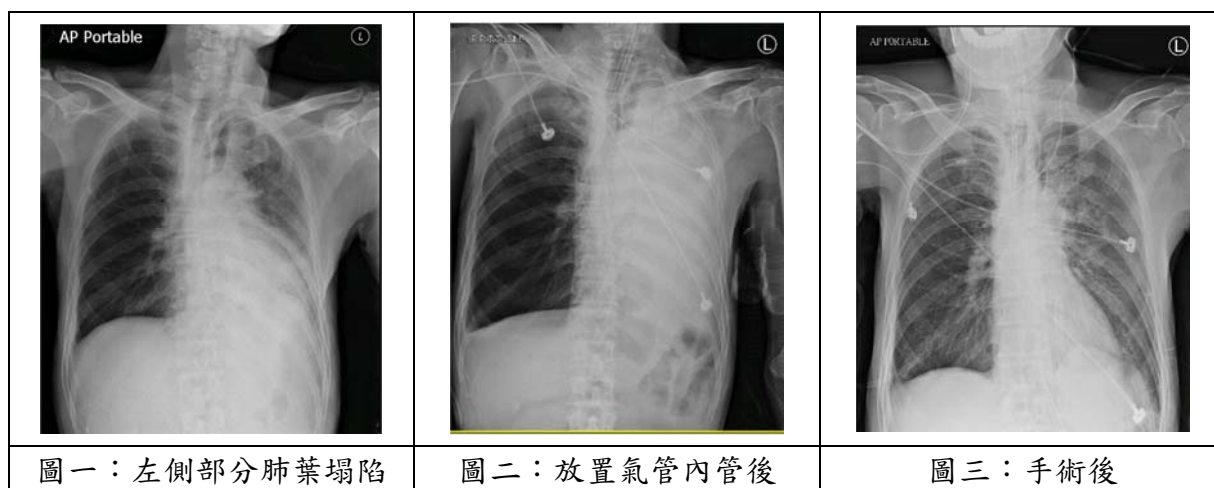 AP Portable
L
L
AP PORTABLE
L
圖一：左側部分肺葉塌陷
圖二：放置氣管內管後
圖三：手術後